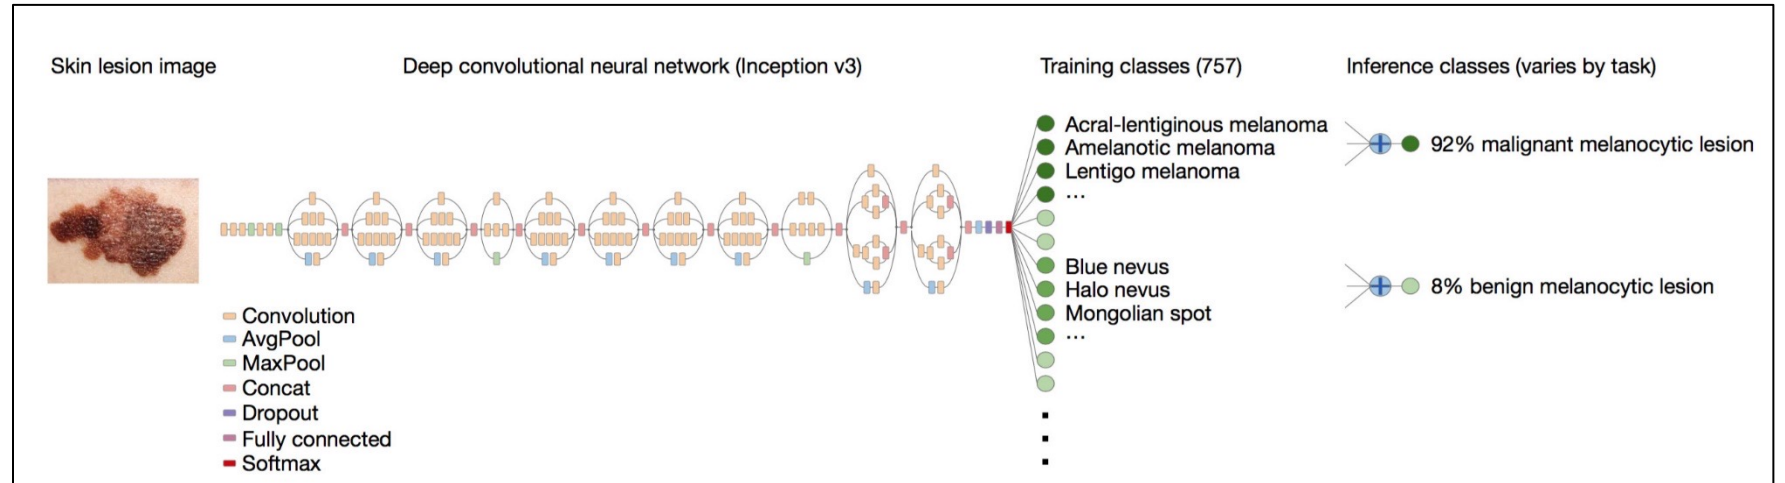 Skin lesion image
Deep convolutional neural network (Inception v3)
Training classes (757)
Inference classes (varies by task)
Acral-lentiginous melanoma
Amelanotic melanoma
Lentigo melanoma
...
Blue nevus
Halo nevus
Mongolian spot
...
92% malignant melanocytic lesion
8% benign melanocytic lesion
Convolution
AvgPool
MaxPool
Concat
Dropout
Fully connected
Softmax